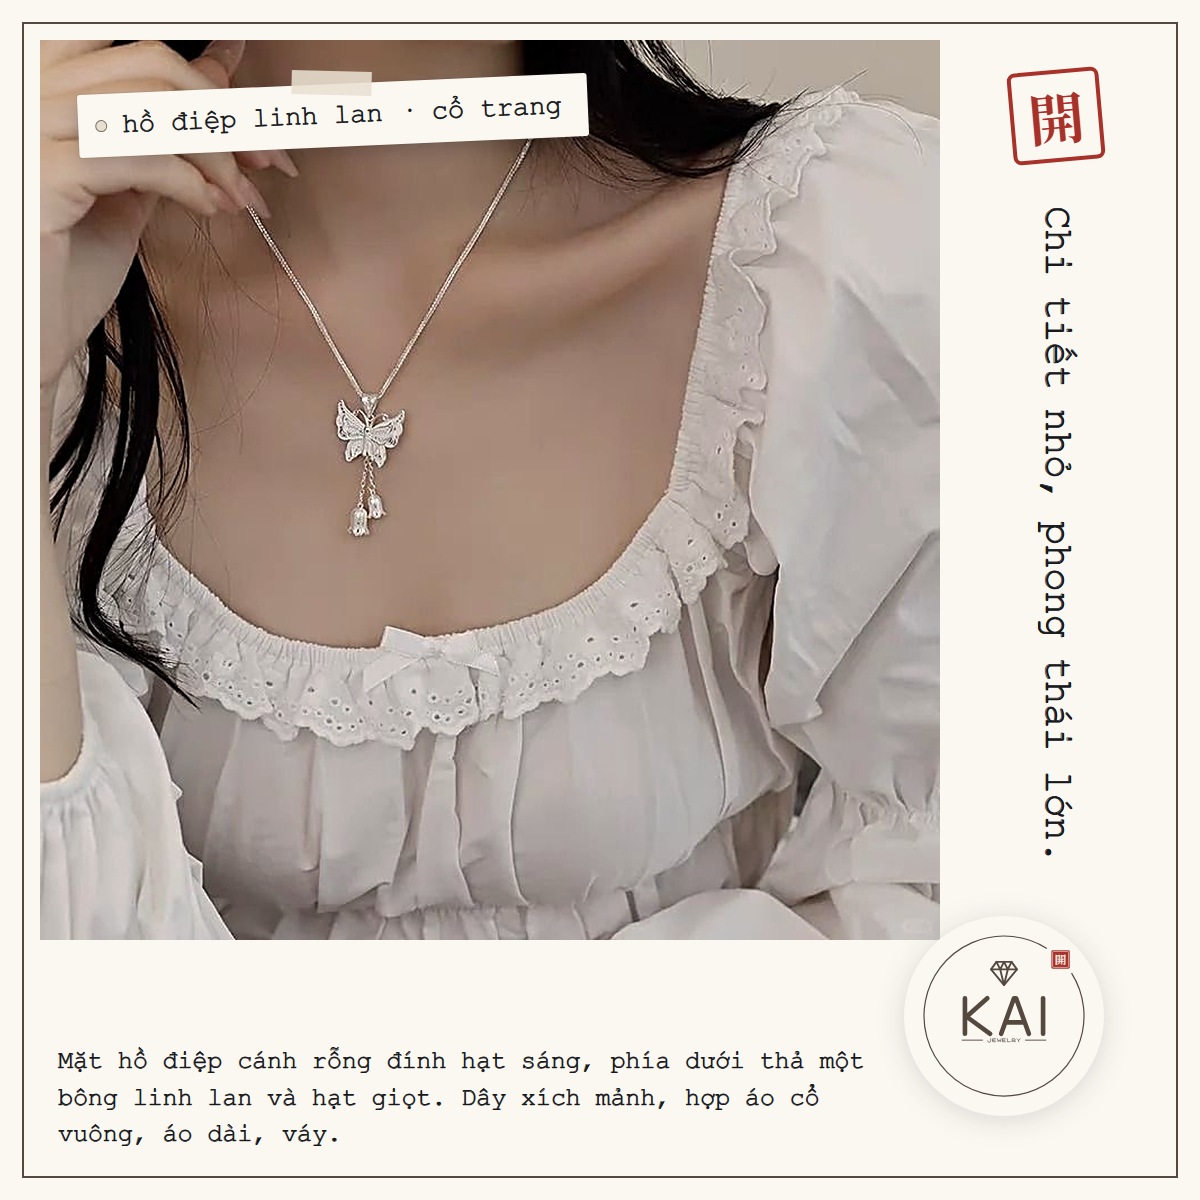 hồ điệp linh lan · cổ trang
開
Chi tiết nhỏ, phong thái lớn.
開
KAI
JEWELRY
Mặt hồ điệp cánh rỗng đính hạt sáng, phía dưới thả một
bông linh lan và hạt giọt. Dây xích mảnh, hợp áo cổ
vuông, áo dài, váy.